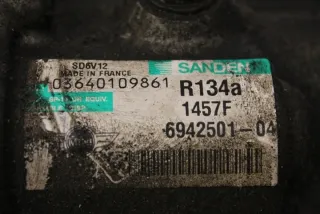 SD6V12
MADE IN FRANCE
SANDEN
03640109861
R134a
1457F
6942501-04